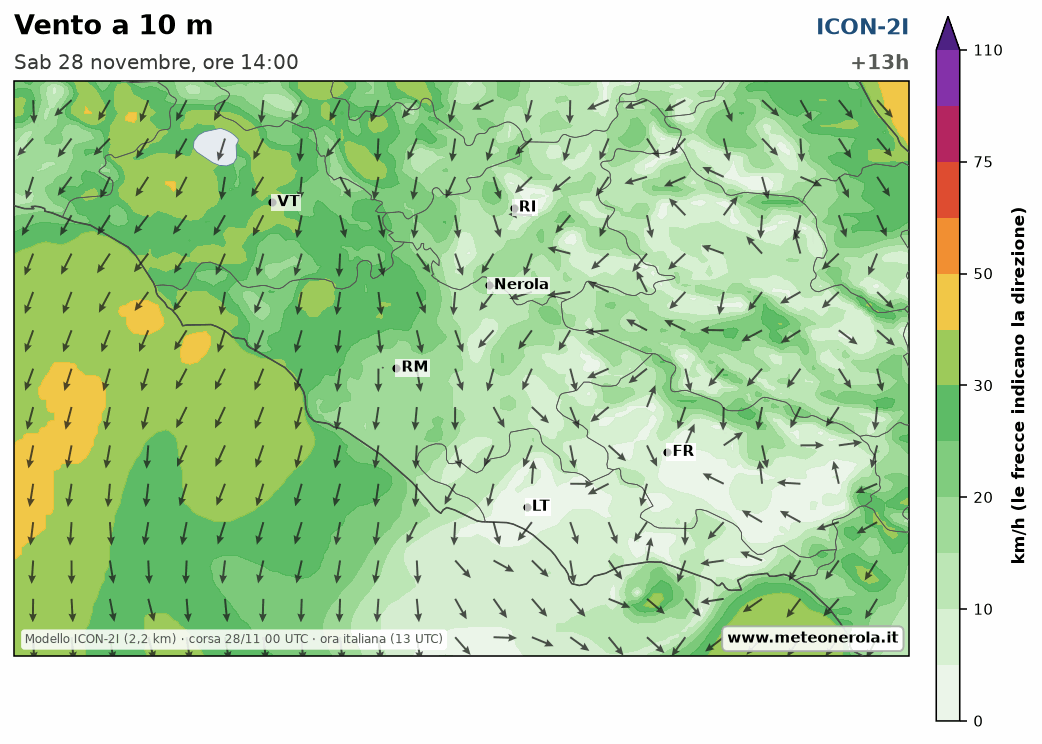 Vento a 10 m
ICON-2I
Sab 28 novembre, ore 14:00
+13h
VT
RI
Nerola
RM
FR
LT
Modello ICON-2I (2,2 km) · corsa 28/11 00 UTC · ora italiana (13 UTC)
www.meteonerola.it
110
75
50
30
20
10
0
km/h (le frecce indicano la direzione)